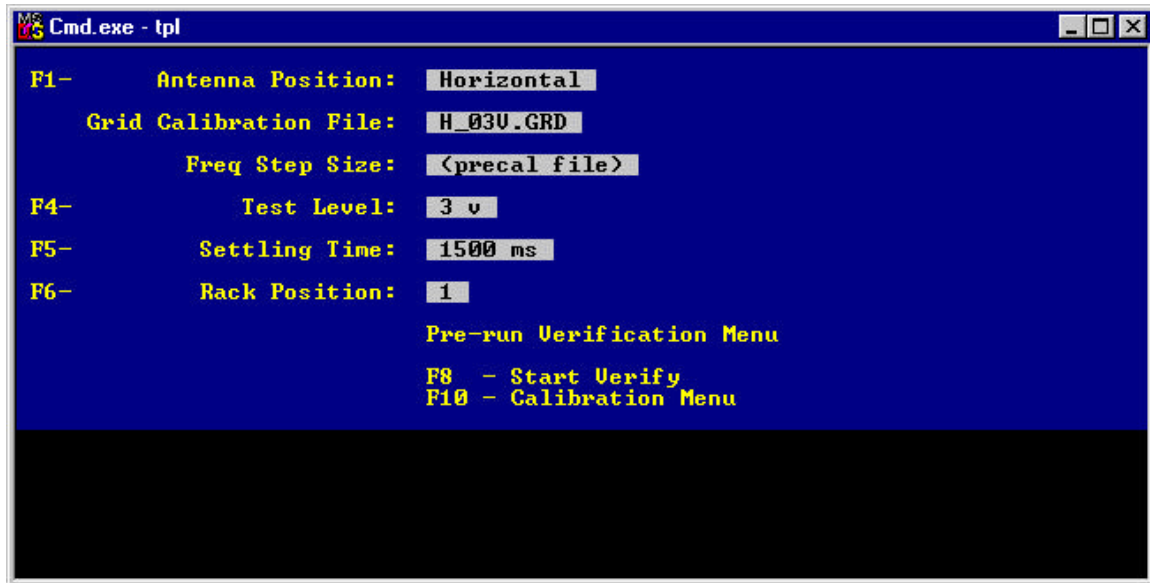 Cmd.exe - tpl
F1- Antenna Position: Horizontal
Grid Calibration File: H_03V.GRD
Freq Step Size: (precal file)
F4- Test Level: 3 v
F5- Settling Time: 1500 ms
F6- Rack Position: 1
Pre-run Verification Menu
F8 - Start Verify
F10 - Calibration Menu